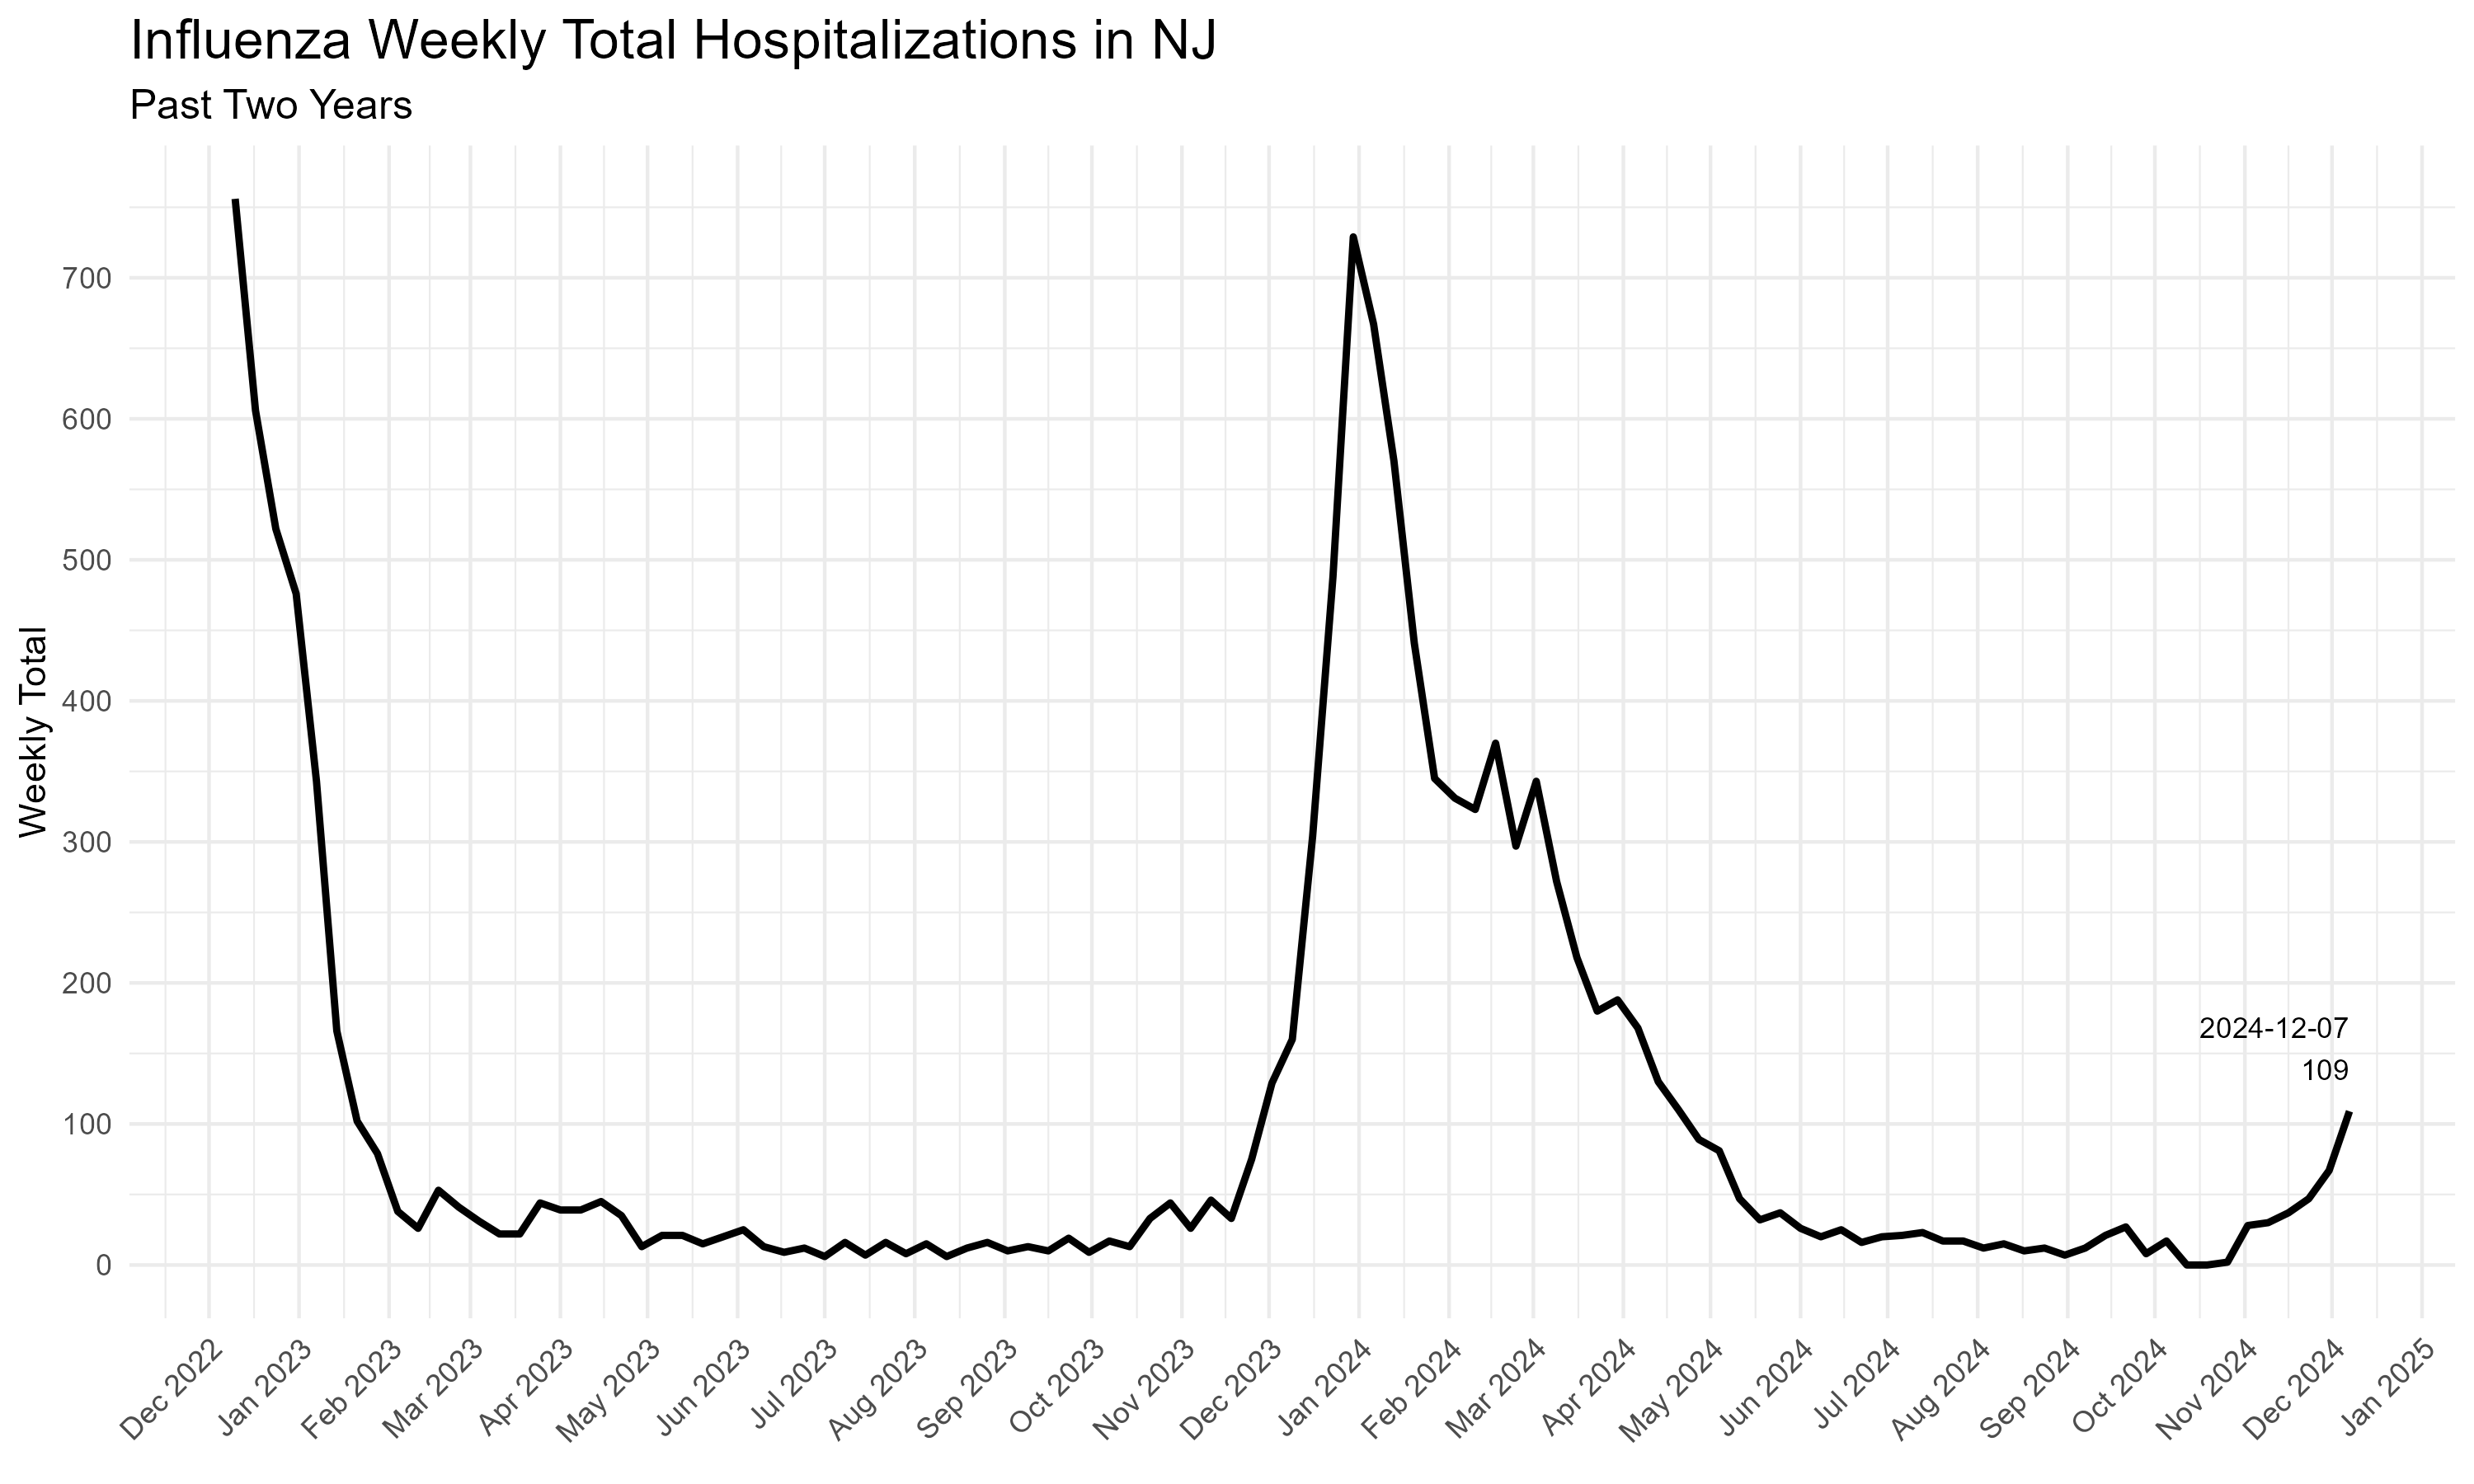 Influenza Weekly Total Hospitalizations in NJ
Past Two Years
Weekly Total
700
600
500
400
300
200
100
0
2024-12-07
109
Dec 2022
Jan 2023
Feb 2023
Mar 2023
Apr 2023
May 2023
Jun 2023
Jul 2023
Aug 2023
Sep 2023
Oct 2023
Nov 2023
Dec 2023
Jan 2024
Feb 2024
Mar 2024
Apr 2024
May 2024
Jun 2024
Jul 2024
Aug 2024
Sep 2024
Oct 2024
Nov 2024
Dec 2024
Jan 2025